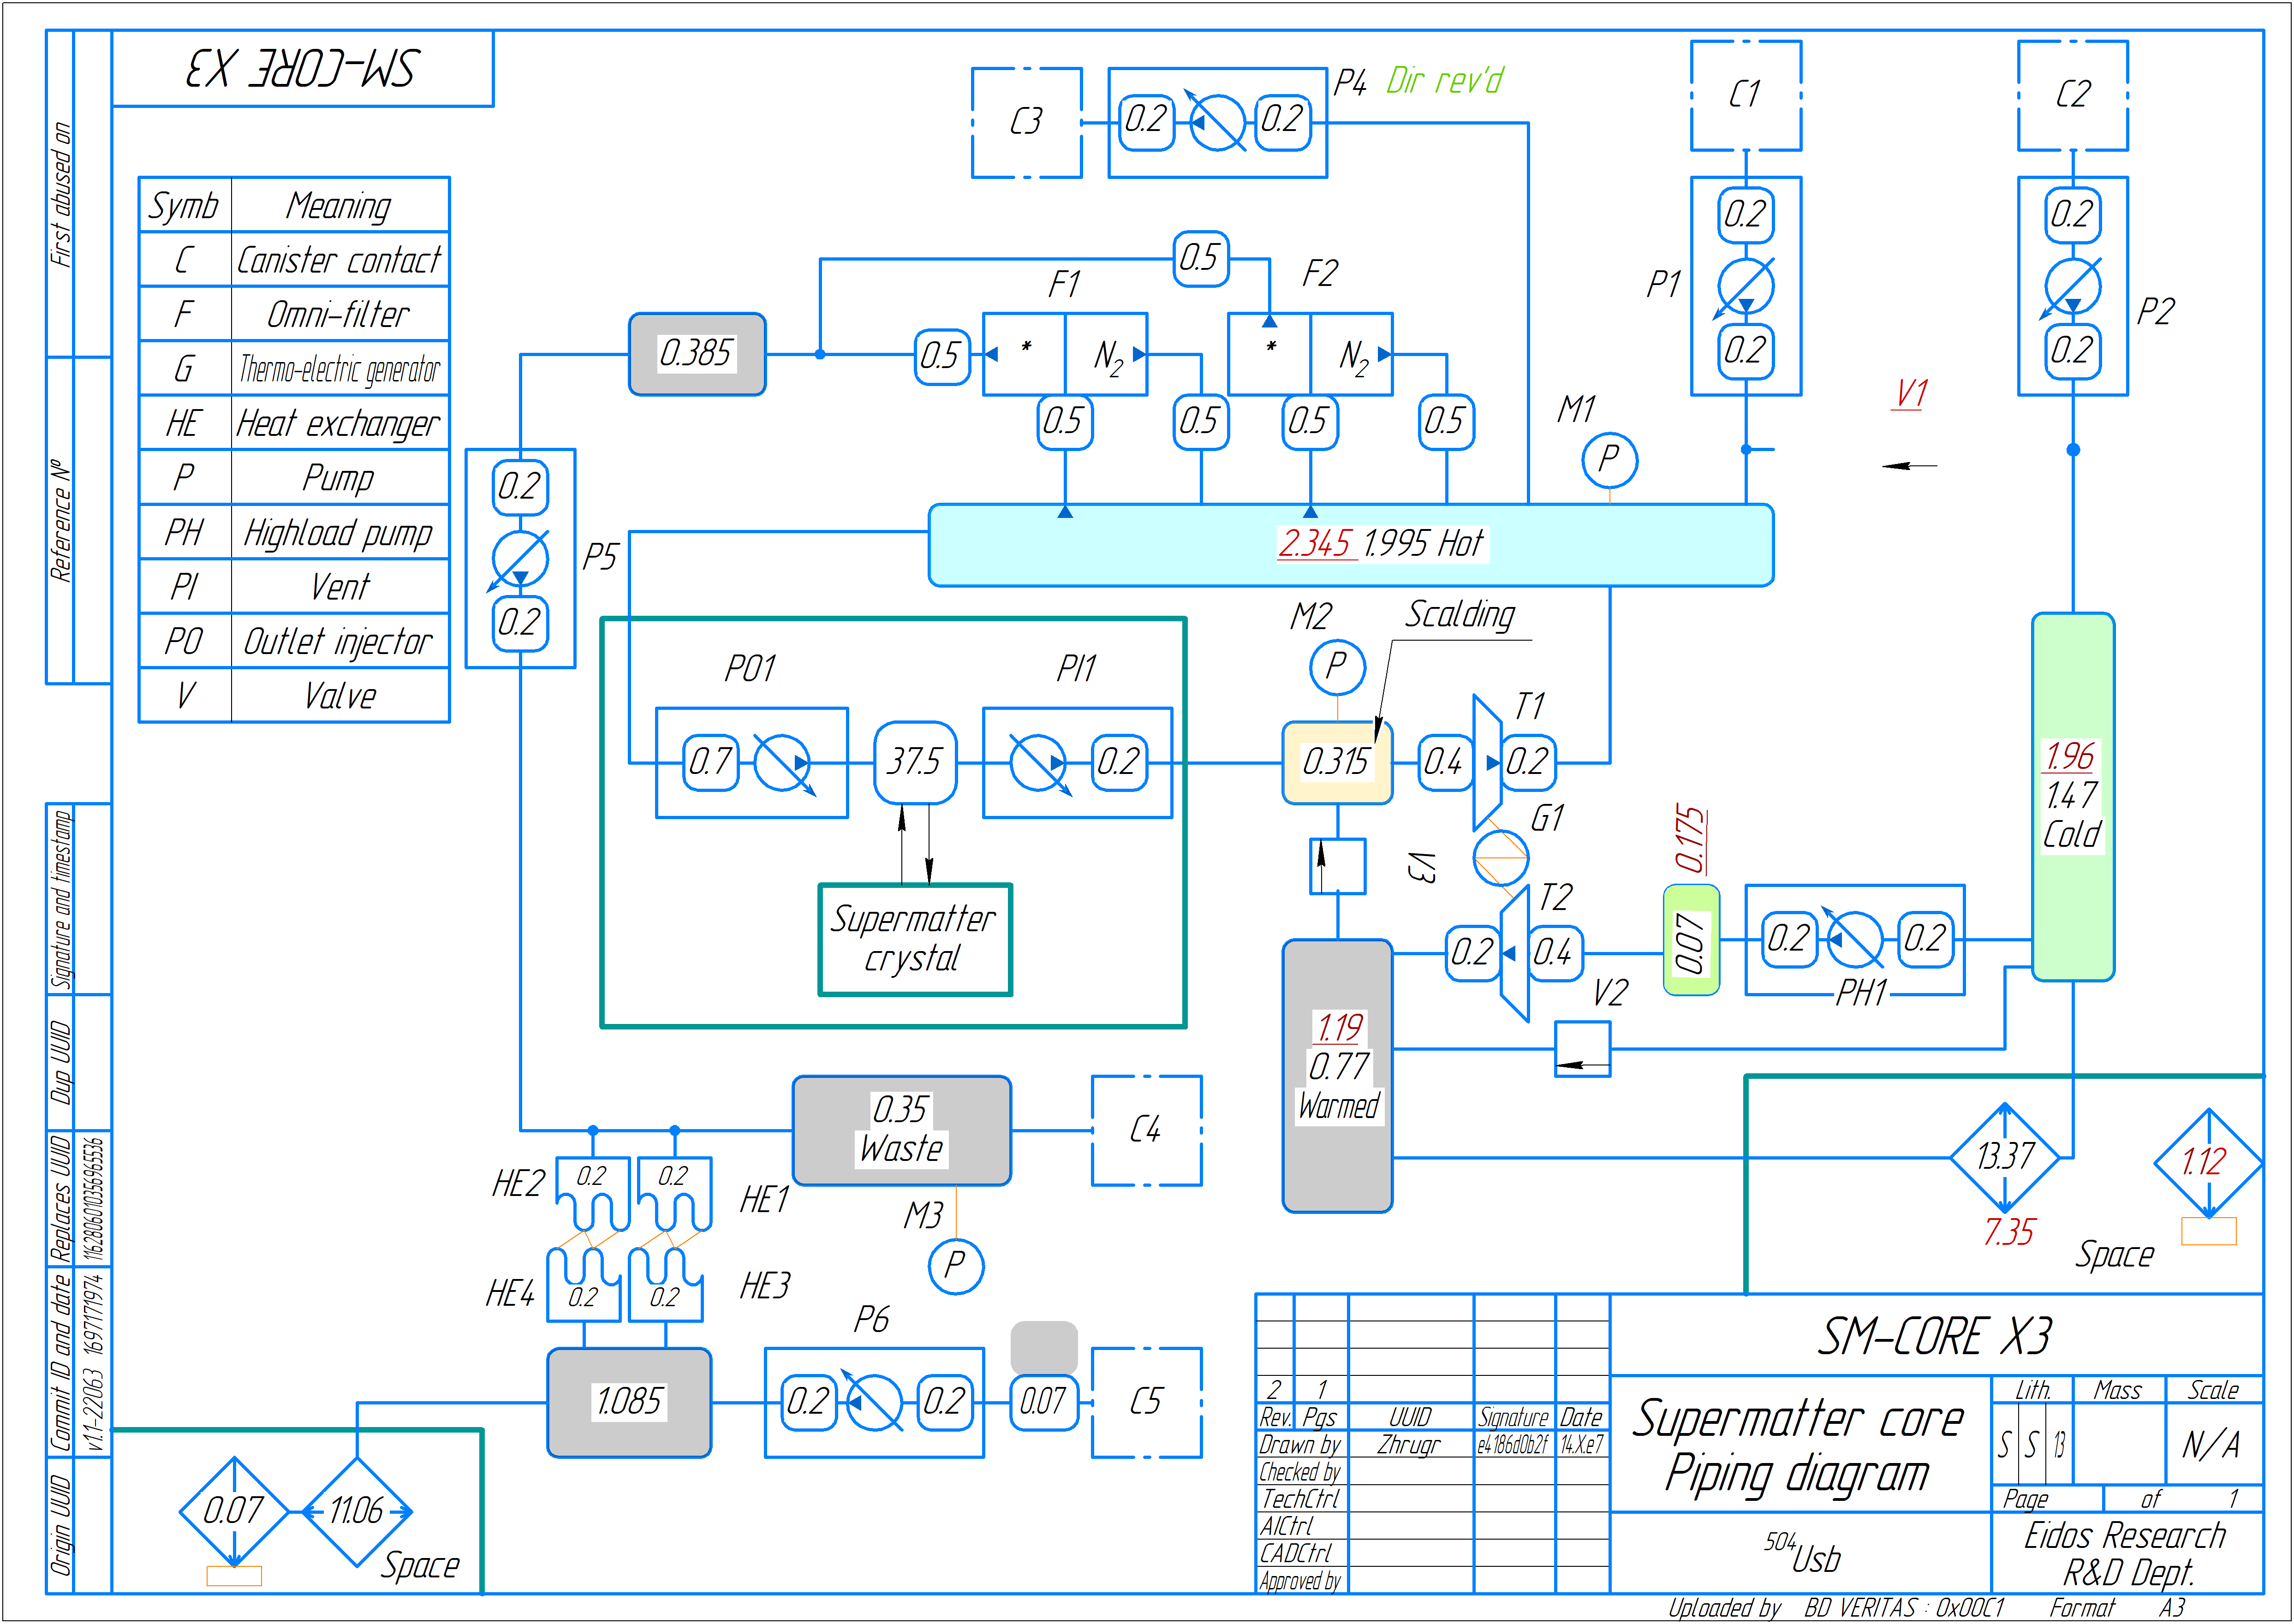 SM-CORE X3
First abused on
Reference Nº
Signature and timestamp
Dup UUID
Replaces UUID
1162806010356965536
Commit ID and date
v1.1-22063 1697171974
Origin UUID
Symb Meaning
C Canister contact
F Omni-filter
G Thermo-electric generator
HE Heat exchanger
P Pump
PH Highload pump
PI Vent
PO Outlet injector
V Valve
C3
0.2
0.2
P4
Dir rev'd
C1
0.2
P1
0.2
C2
0.2
P2
0.2
V1
0.5
F1
F2
0.385
0.5
*
N2
*
N2
0.5
0.5
0.5
0.5
M1
P
0.2
P5
0.2
2.345 1.995 Hot
M2
P
Scalding
PO1
PI1
0.7
37.5
0.2
0.315
0.4
T1
0.2
G1
V3
Supermatter
crystal
T2
0.2
0.4
0.175
0.07
0.2
0.2
PH1
V2
1.96
1.47
Cold
1.19
0.77
Warmed
0.35
Waste
C4
M3
P
HE2
0.2
0.2
HE1
HE4
0.2
0.2
HE3
13.37
7.35
1.12
Space
P6
1.085
0.2
0.2
0.07
C5
0.07
11.06
Space
SM-CORE X3
2 1
Rev. Pgs UUID Signature Date
Drawn by Zhrugr e4186d0b2f 14.X.e7
Checked by
TechCtrl
AICtrl
CADCtrl
Approved by
Supermatter core
Piping diagram
Lith. Mass Scale
S S 13 N/A
Page of 1
504Usb
Eidos Research
R&D Dept.
Uploaded by BD VERITAS : 0x00C1 Format A3